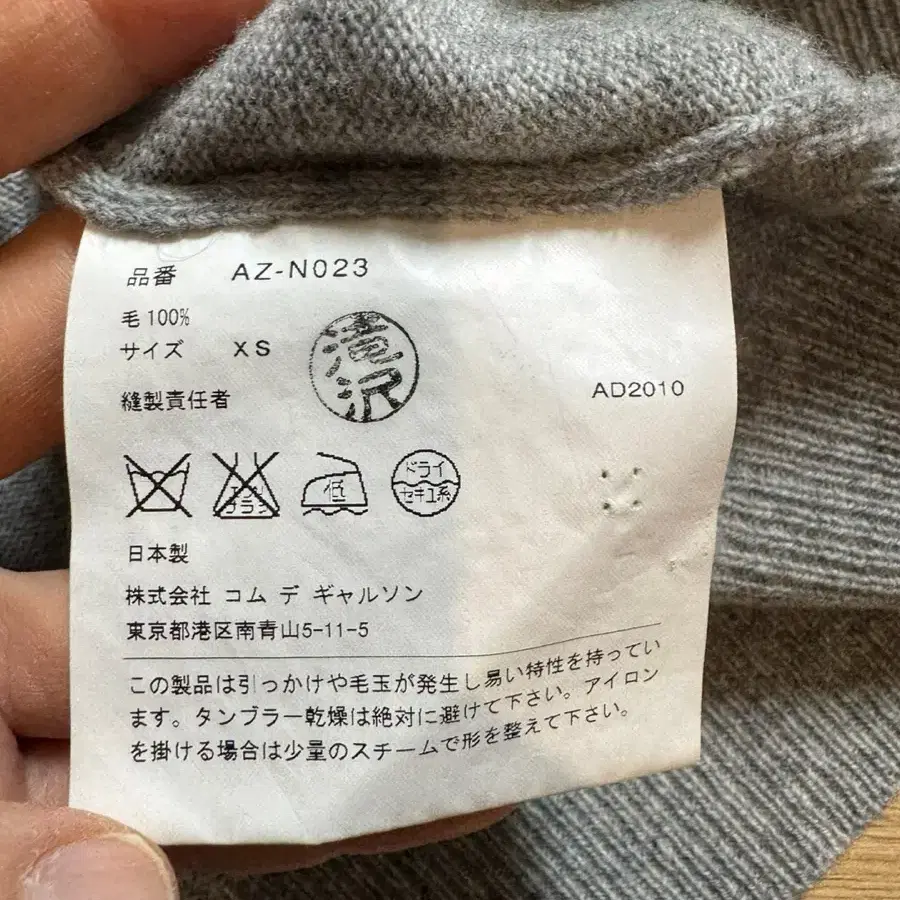 品番 AZ-N023
毛100%
サイズ XS
滝沢
縫製責任者
AD2010
低
ドライ
セキユ系
日本製
株式会社 コム デ ギャルソン
東京都港区南青山5-11-5
この製品は引っかけや毛玉が発生し易い特性を持ってい
ます。タンブラー乾燥は絶対に避けて下さい。アイロン
を掛ける場合は少量のスチームで形を整えて下さい。